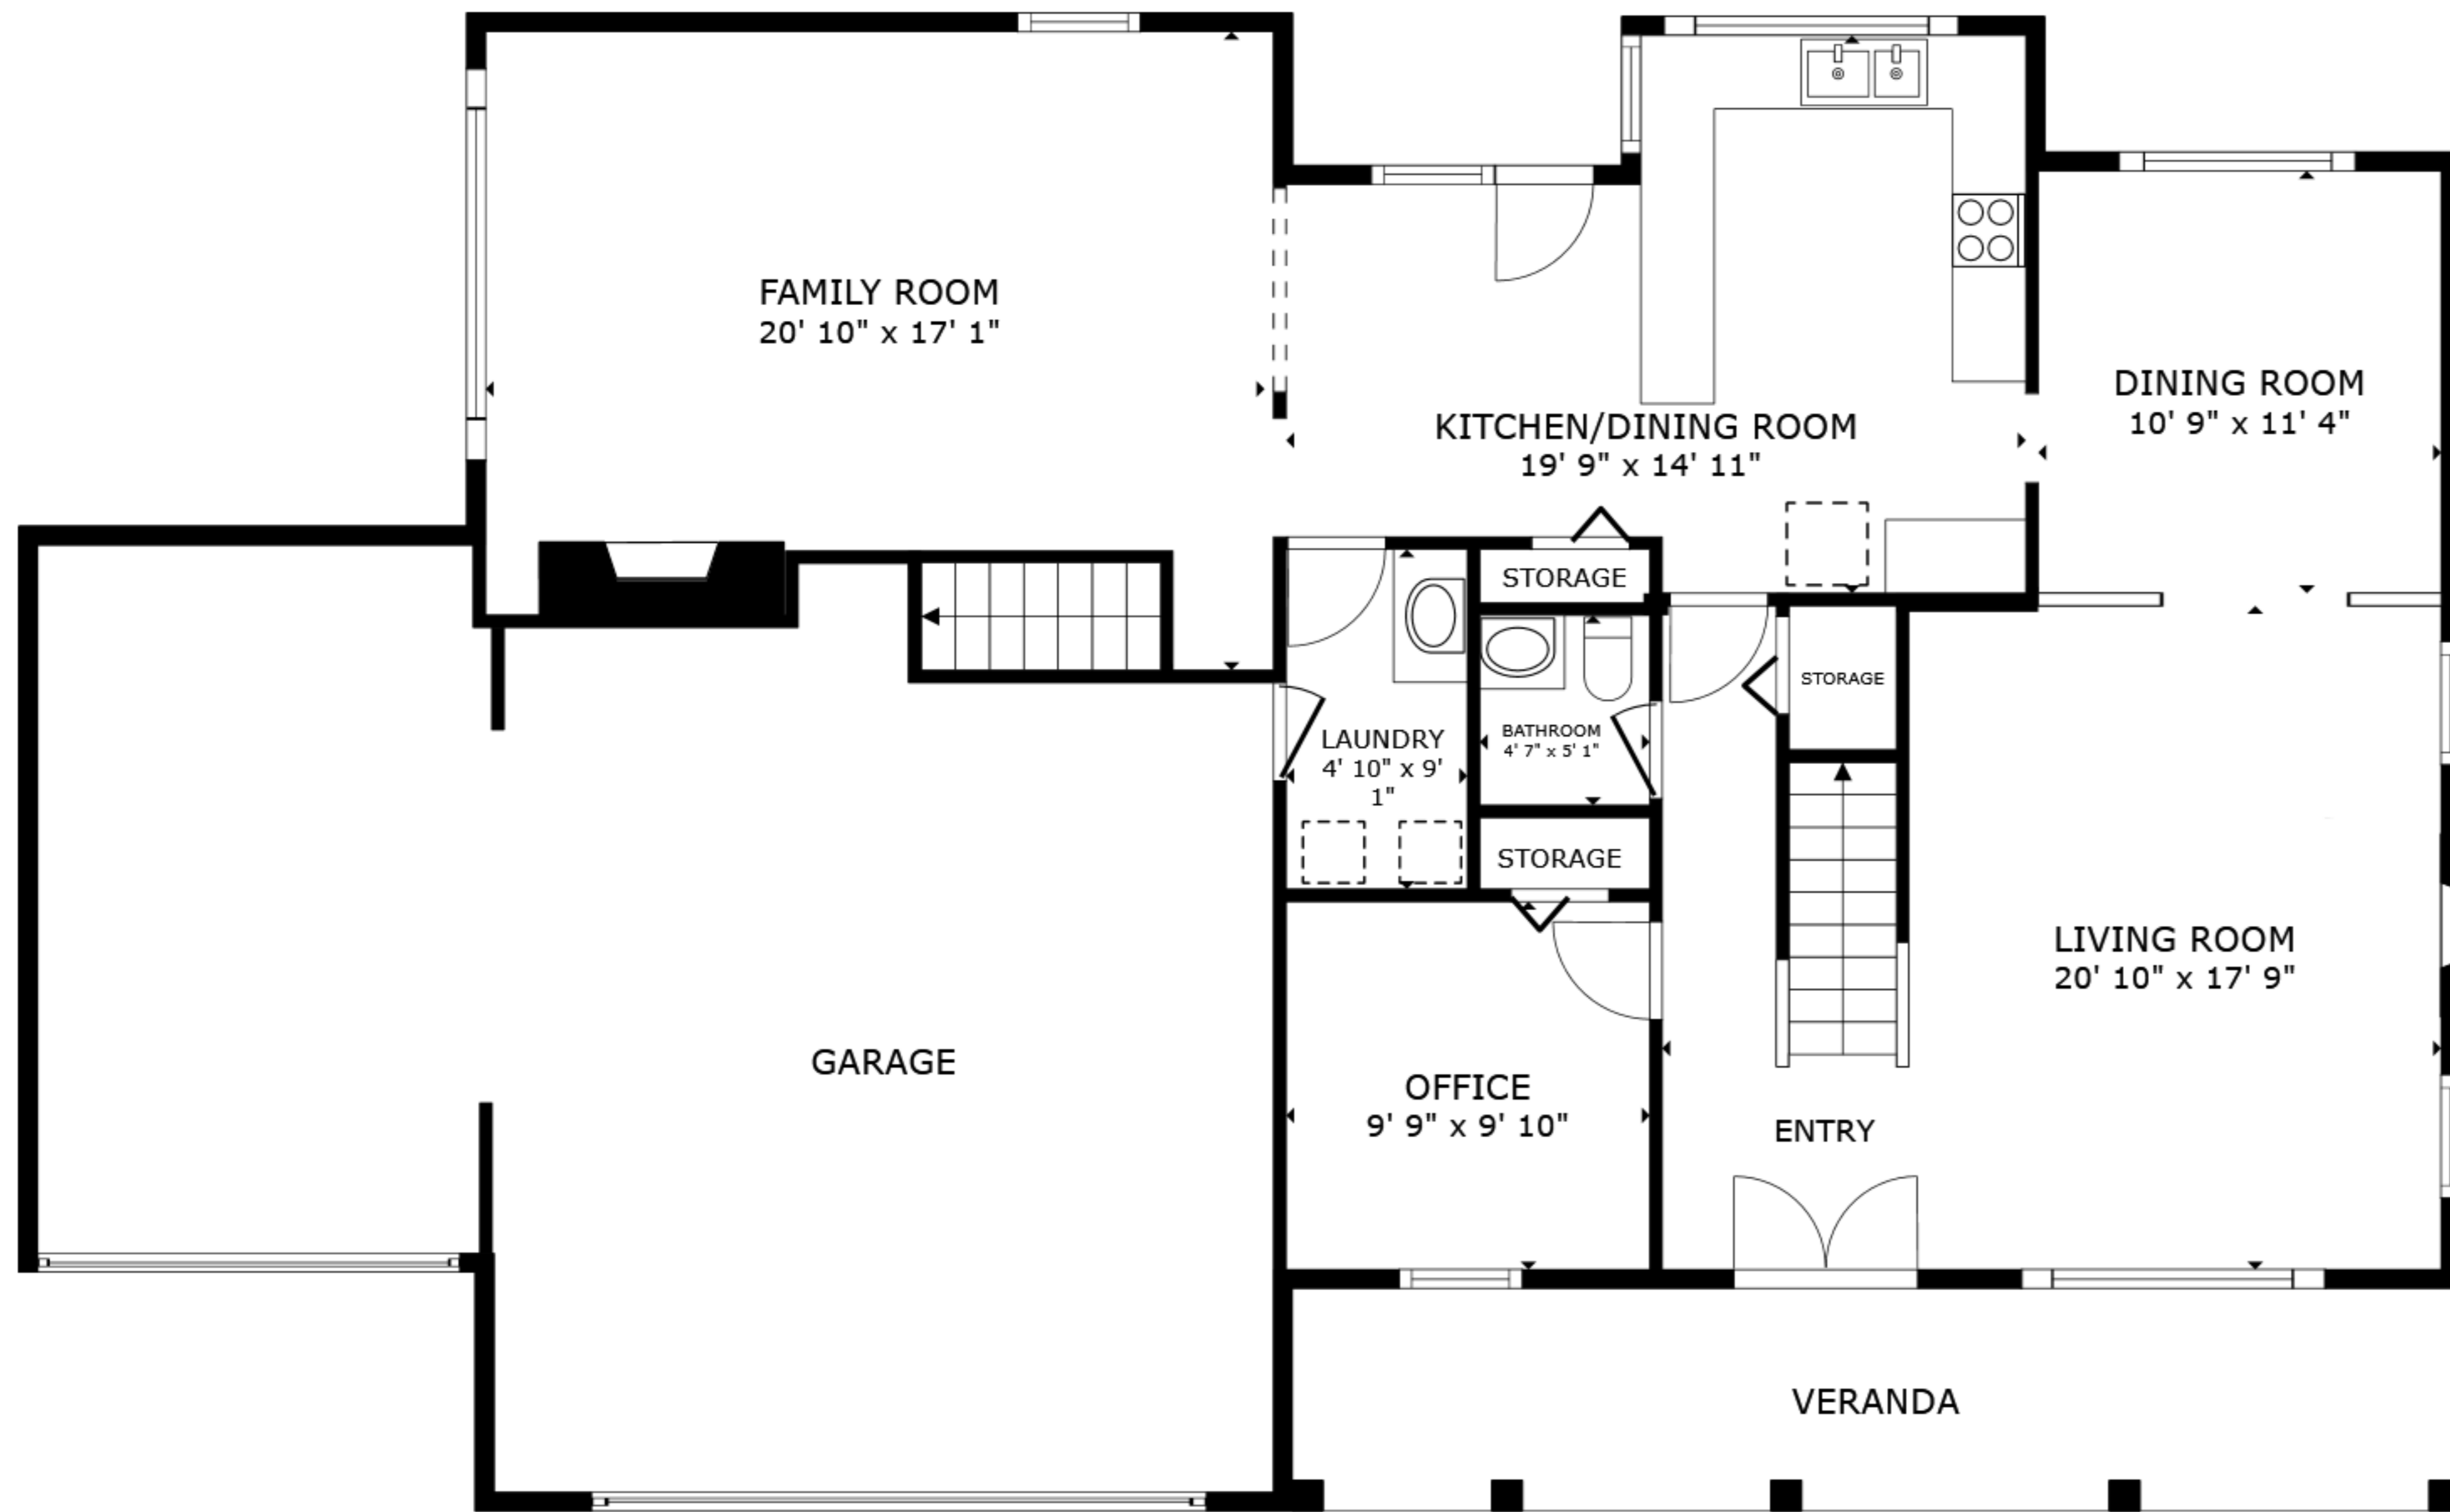 FAMILY ROOM
20' 10" x 17' 1"
KITCHEN/DINING ROOM
19' 9" x 14' 11"
DINING ROOM
10' 9" x 11' 4"
STORAGE
STORAGE
LAUNDRY
4' 10" x 9'
1"
BATHROOM
4' 7" x 5' 1"
STORAGE
LIVING ROOM
20' 10" x 17' 9"
GARAGE
OFFICE
9' 9" x 9' 10"
ENTRY
VERANDA